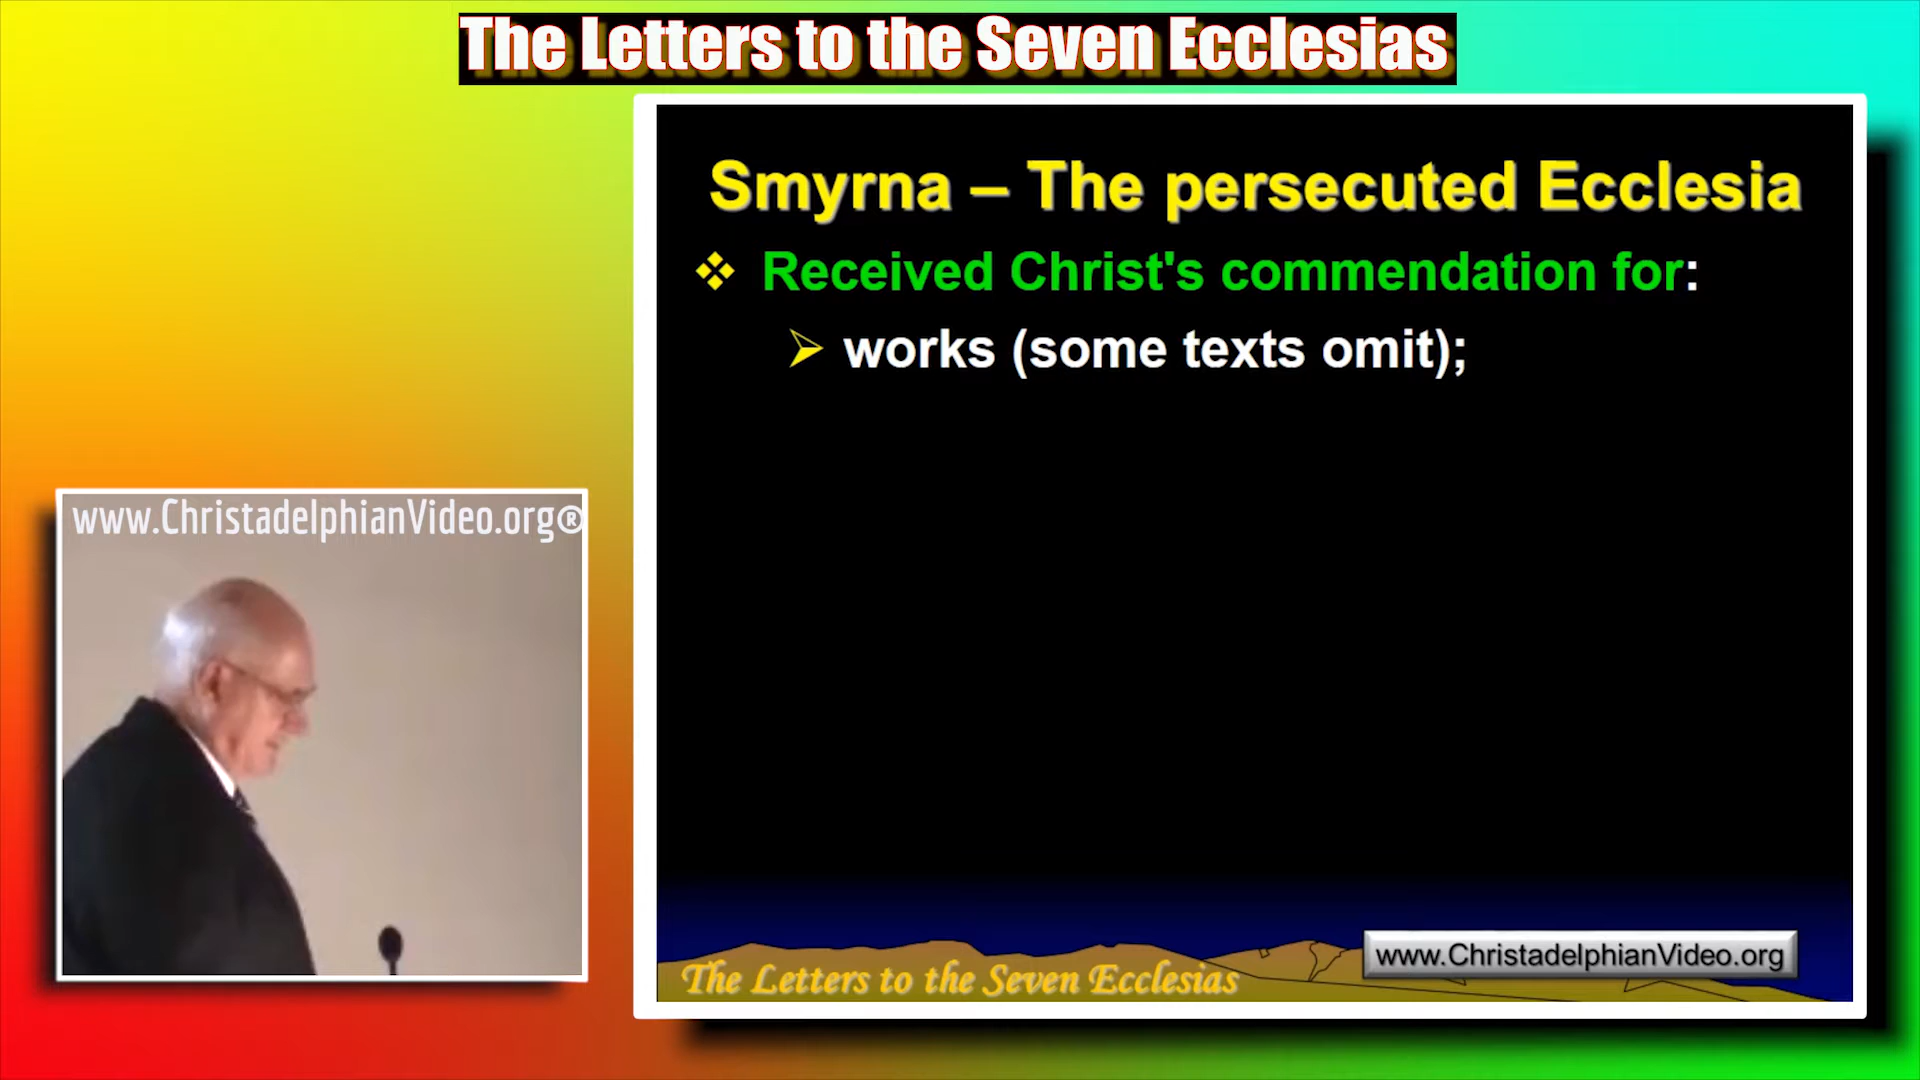 The Letters to the Seven Ecclesias
Smyrna – The persecuted Ecclesia
Received Christ's commendation for:
works (some texts omit);
www.ChristadelphianVideo.org®
The Letters to the Seven Ecclesias
www.ChristadelphianVideo.org